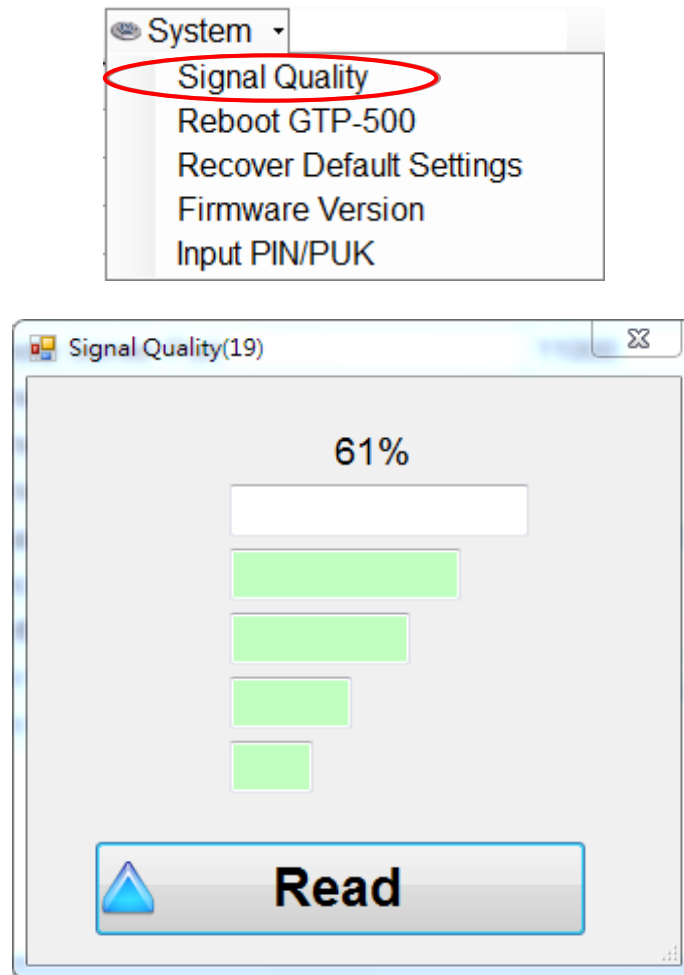 System
Signal Quality
Reboot GTP-500
Recover Default Settings
Firmware Version
Input PIN/PUK
Signal Quality(19)
61%
Read